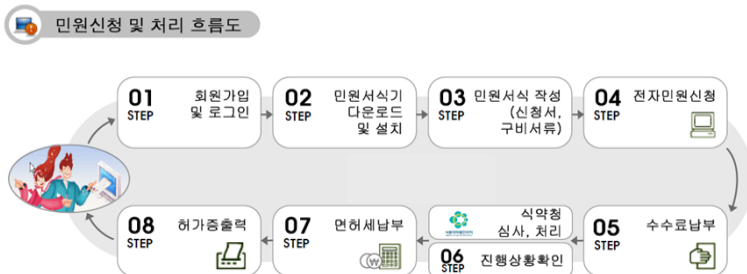 민원신청 및 처리 흐름도
01
STEP
회원가입
및 로그인
02
STEP
민원서식기
다운로드
및 설치
03
STEP
민원서식 작성
(신청서,
구비서류)
04
STEP
전자민원신청
05
STEP
수수료납부
식약청
심사, 처리
06
STEP
진행상황확인
07
STEP
면허세납부
08
STEP
허가증출력